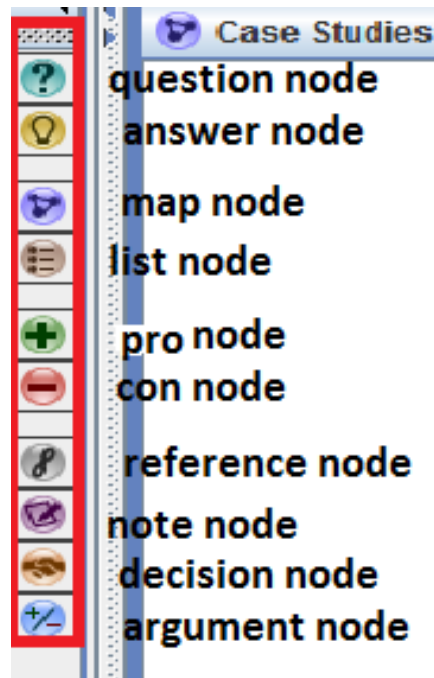 Case Studies
question node
answer node
map node
list node
pro node
con node
reference node
note node
decision node
argument node